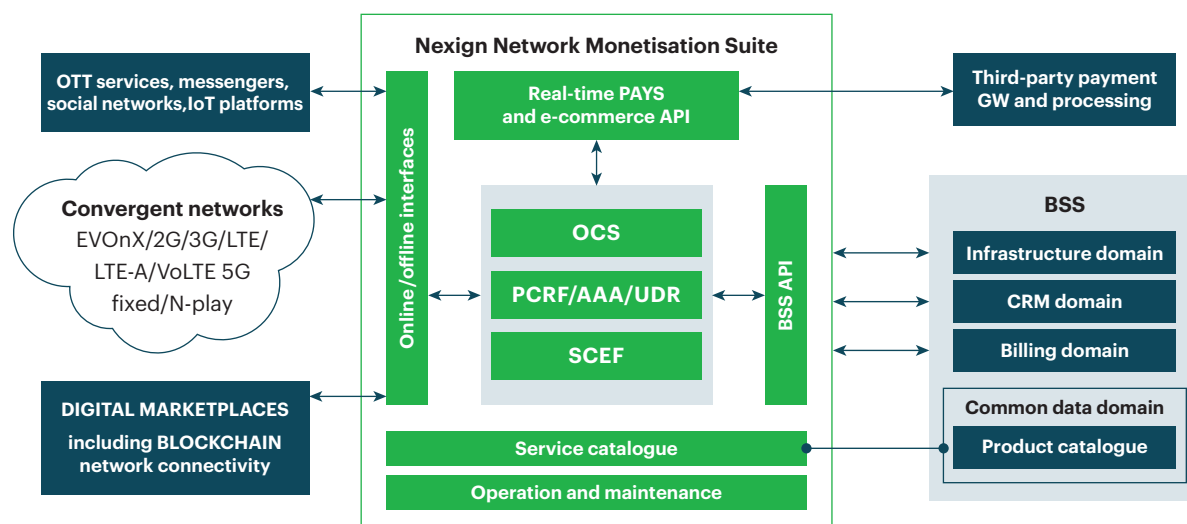 Nexign Network Monetisation Suite
OTT services, messengers,
social networks,IoT platforms
Convergent networks
EVOnX/2G/3G/LTE/
LTE-A/VoLTE 5G
fixed/N-play
DIGITAL MARKETPLACES
including BLOCKCHAIN
network connectivity
Online/offline interfaces
Real-time PAYS
and e-commerce API
OCS
PCRF/AAA/UDR
SCEF
BSS API
Service catalogue
Operation and maintenance
Third-party payment
GW and processing
BSS
Infrastructure domain
CRM domain
Billing domain
Common data domain
Product catalogue